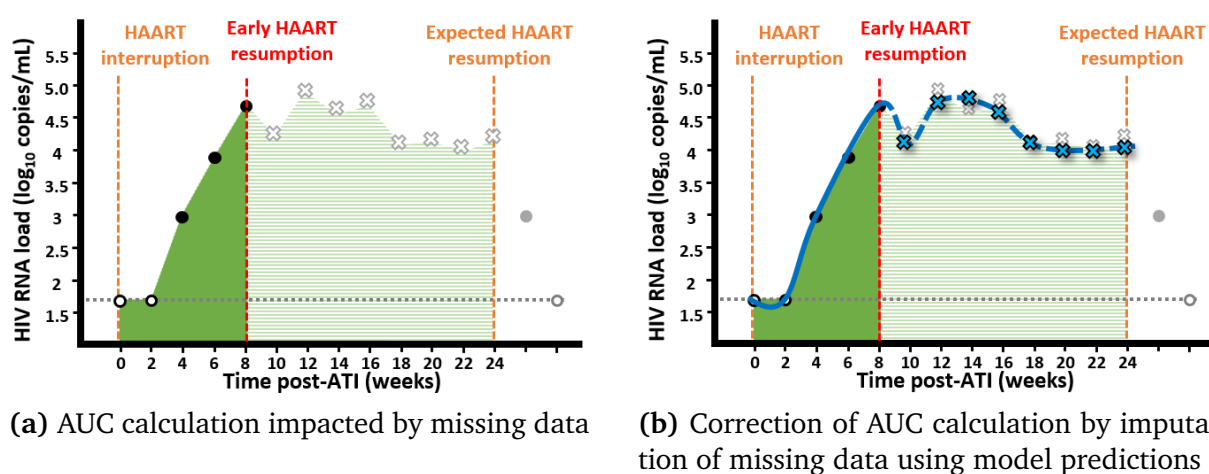 HAART
interruption
Early HAART
resumption
Expected HAART
resumption
HIV RNA load (log₁₀ copies/mL)
5.5
5.0
4.5
4
3.5
3
2
1.5
0 2 4 6 8 10 12 14 16 18 20 22 24
Time post-ATI (weeks)
(a) AUC calculation impacted by missing data
HAART
interruption
Early HAART
resumption
Expected HAART
resumption
HIV RNA load (log₁₀ copies/mL)
5.5
5.0
4.5
4
3.5
3
2
1.5
0 2 4 6 8 10 12 14 16 18 20 22 24
Time post-ATI (weeks)
(b) Correction of AUC calculation by imputa
tion of missing data using model predictions